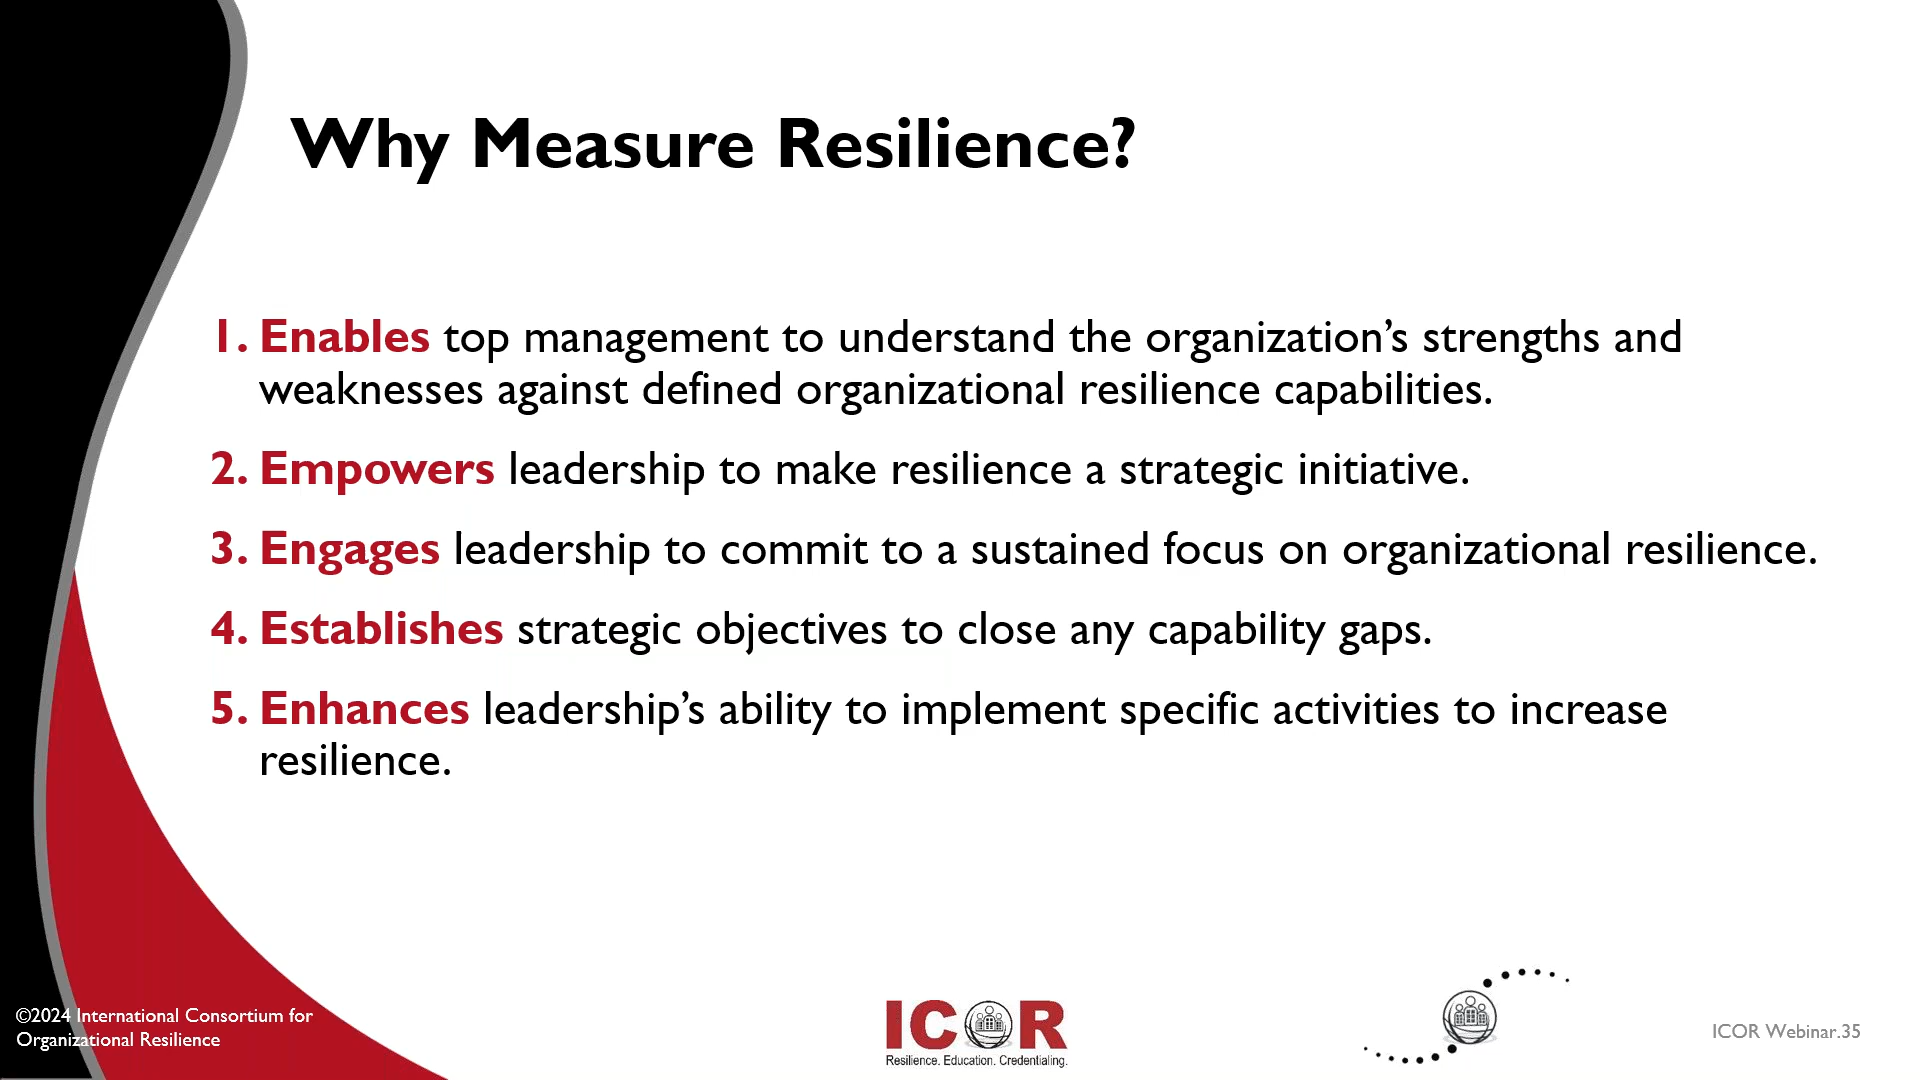 Why Measure Resilience?
1. Enables top management to understand the organization’s strengths and
weaknesses against defined organizational resilience capabilities.
2. Empowers leadership to make resilience a strategic initiative.
3. Engages leadership to commit to a sustained focus on organizational resilience.
4. Establishes strategic objectives to close any capability gaps.
5. Enhances leadership’s ability to implement specific activities to increase
resilience.
©2024 International Consortium for
Organizational Resilience
ICOR
Resilience. Education. Credentialing.
ICOR Webinar.35